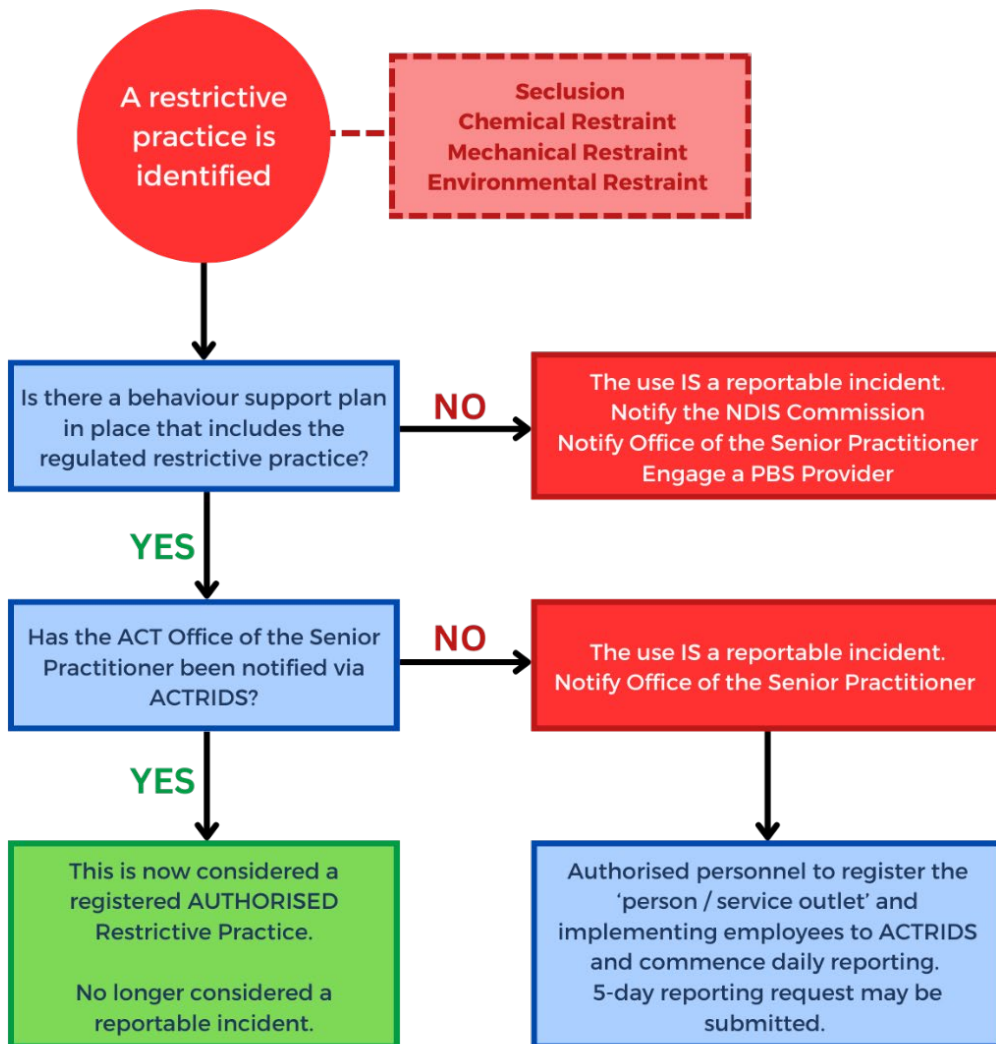 A restrictive
practice is
identified
Seclusion
Chemical Restraint
Mechanical Restraint
Environmental Restraint
Is there a behaviour support plan
in place that includes the
regulated restrictive practice?
NO
The use IS a reportable incident.
Notify the NDIS Commission
Notify Office of the Senior Practitioner
Engage a PBS Provider
YES
Has the ACT Office of the Senior
Practitioner been notified via
ACTRIDS?
NO
The use IS a reportable incident.
Notify Office of the Senior Practitioner
YES
This is now considered a
registered AUTHORISED
Restrictive Practice.
No longer considered a
reportable incident.
Authorised personnel to register the
‘person / service outlet’ and
implementing employees to ACTRIDS
and commence daily reporting.
5-day reporting request may be
submitted.